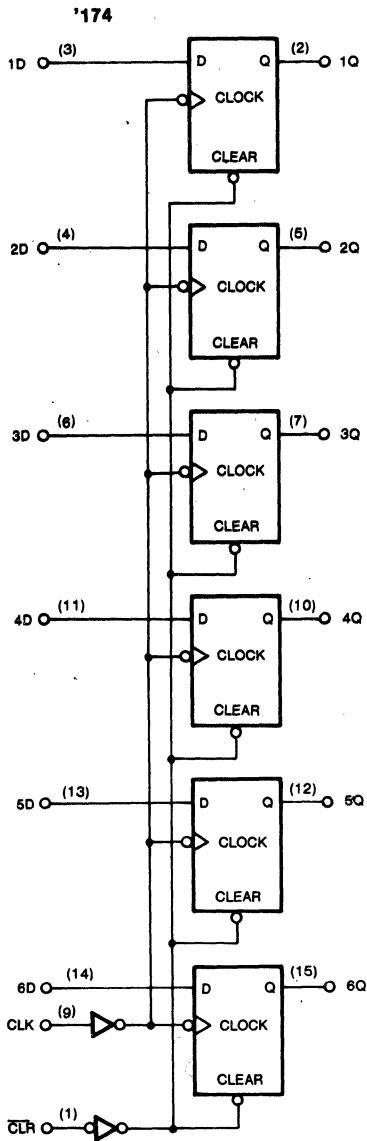 '174
1D (3) D Q (2) 1Q
CLOCK
CLEAR
2D (4) D Q (5) 2Q
CLOCK
CLEAR
3D (6) D Q (7) 3Q
CLOCK
CLEAR
4D (11) D Q (10) 4Q
CLOCK
CLEAR
5D (13) D Q (12) 5Q
CLOCK
CLEAR
6D (14) D Q (15) 6Q
CLK (9) CLOCK
CLEAR
CLR (1)